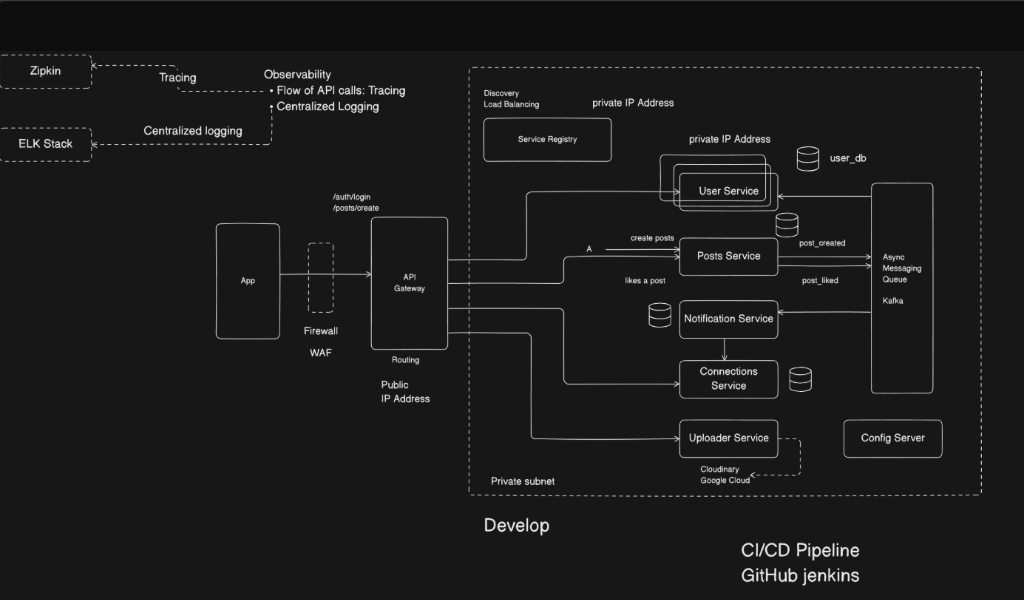 Zipkin
Tracing
Observability
• Flow of API calls: Tracing
• Centralized Logging
Centralized logging
ELK Stack
Discovery
Load Balancing
private IP Address
Service Registry
private IP Address
user_db
User Service
/auth/login
/posts/create
App
API
Gateway
Firewall
WAF
Routing
Public
IP Address
A
create posts
likes a post
Posts Service
post_created
post_liked
Async
Messaging
Queue
Kafka
Notification Service
Connections
Service
Uploader Service
Cloudinary
Google Cloud
Config Server
Private subnet
Develop
CI/CD Pipeline
GitHub jenkins